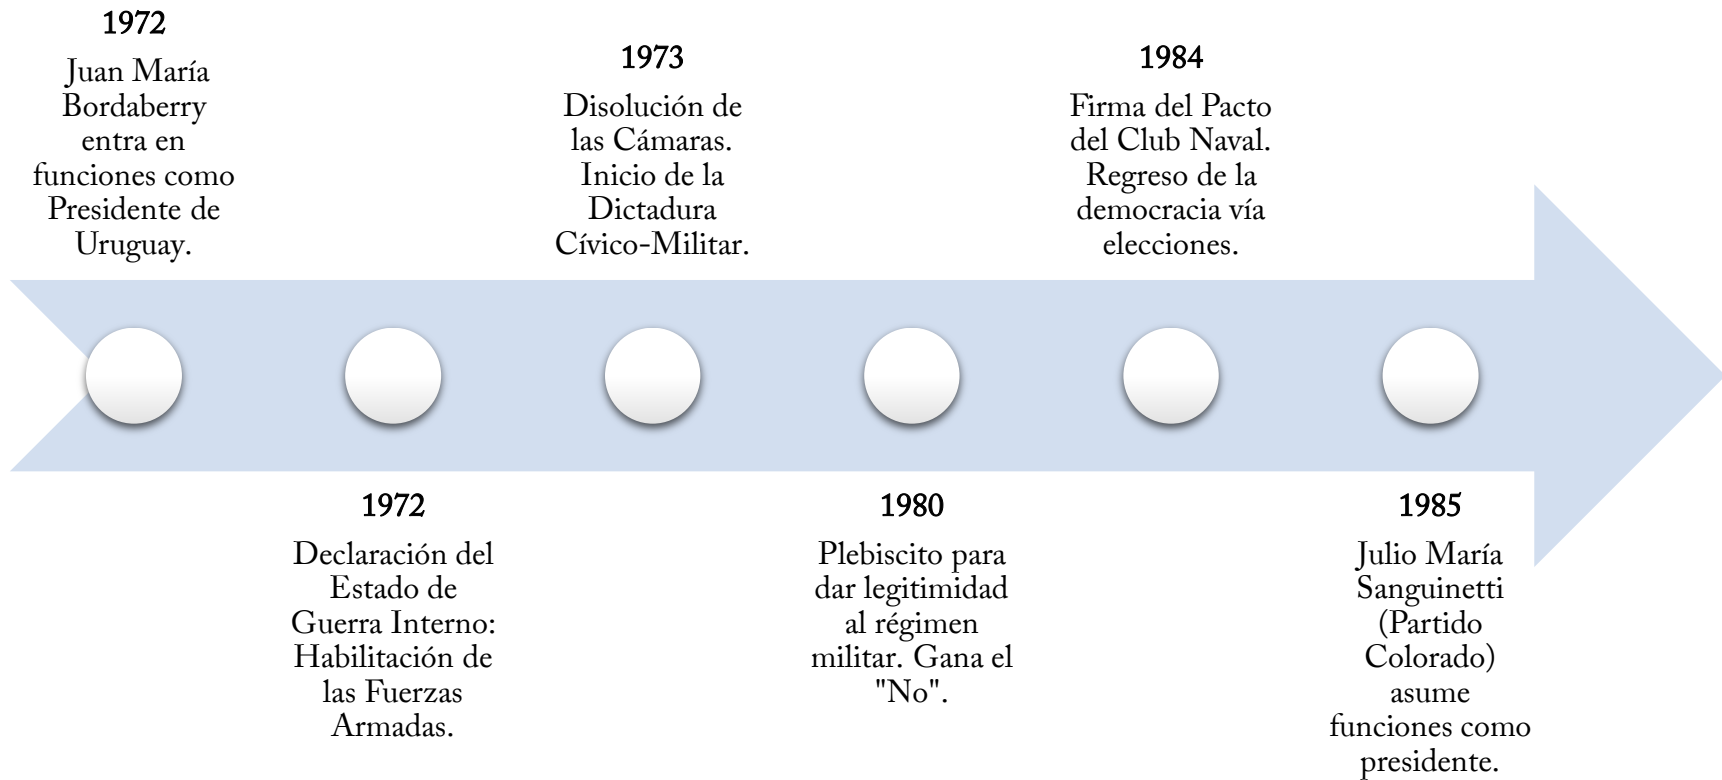 1972
Juan María
Bordaberry
entra en
funciones como
Presidente de
Uruguay.
1972
Declaración del
Estado de
Guerra Interno:
Habilitación de
las Fuerzas
Armadas.
1973
Disolución de
las Cámaras.
Inicio de la
Dictadura
Cívico-Militar.
1980
Plebiscito para
dar legitimidad
al régimen
militar. Gana el
"No".
1984
Firma del Pacto
del Club Naval.
Regreso de la
democracia vía
elecciones.
1985
Julio María
Sanguinetti
(Partido
Colorado)
asume
funciones como
presidente.